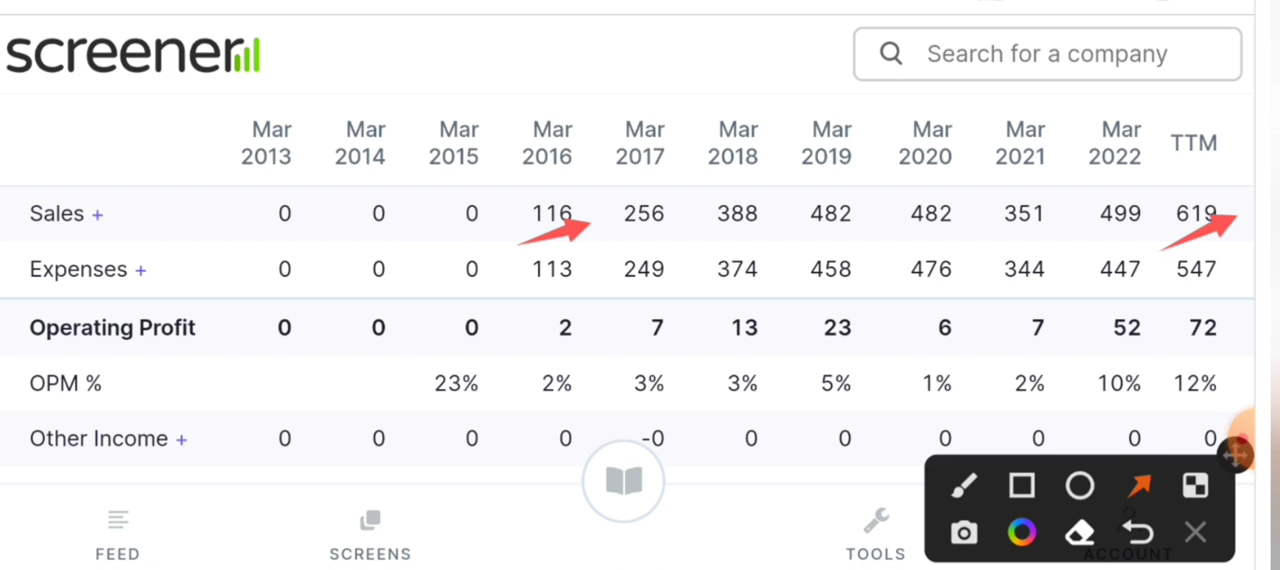 screener
Search for a company
Mar 2013 Mar 2014 Mar 2015 Mar 2016 Mar 2017 Mar 2018 Mar 2019 Mar 2020 Mar 2021 Mar 2022 TTM
Sales + 0 0 0 116 256 388 482 482 351 499 619
Expenses + 0 0 0 113 249 374 458 476 344 447 547
Operating Profit 0 0 0 2 7 13 23 6 7 52 72
OPM % 23% 2% 3% 3% 5% 1% 2% 10% 12%
Other Income + 0 0 0 0 -0 0 0 0 0 0 0
FEED SCREENS TOOLS ACCOUNT